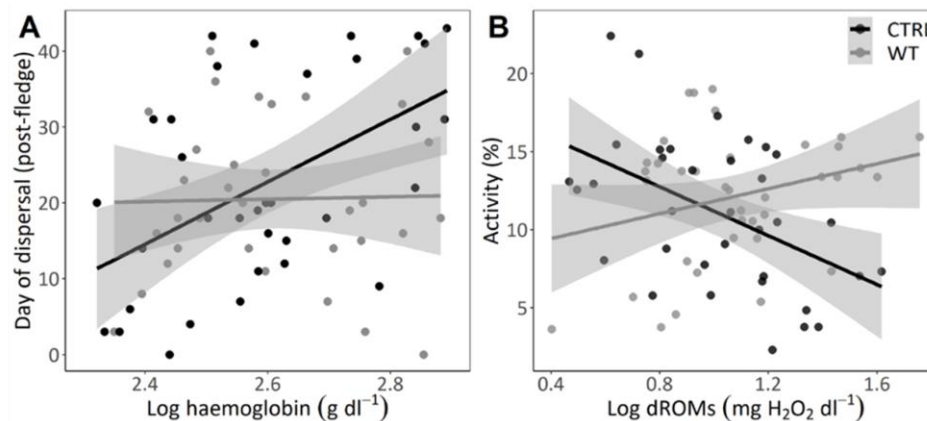 A
B
CTRL
WT
Day of dispersal (post-fledge)
40
30
20
10
0
2.4
2.6
2.8
Log haemoglobin (g dl⁻¹)
Activity (%)
20
15
10
5
0.4
0.8
1.2
1.6
Log dROMs (mg H₂O₂ dl⁻¹)